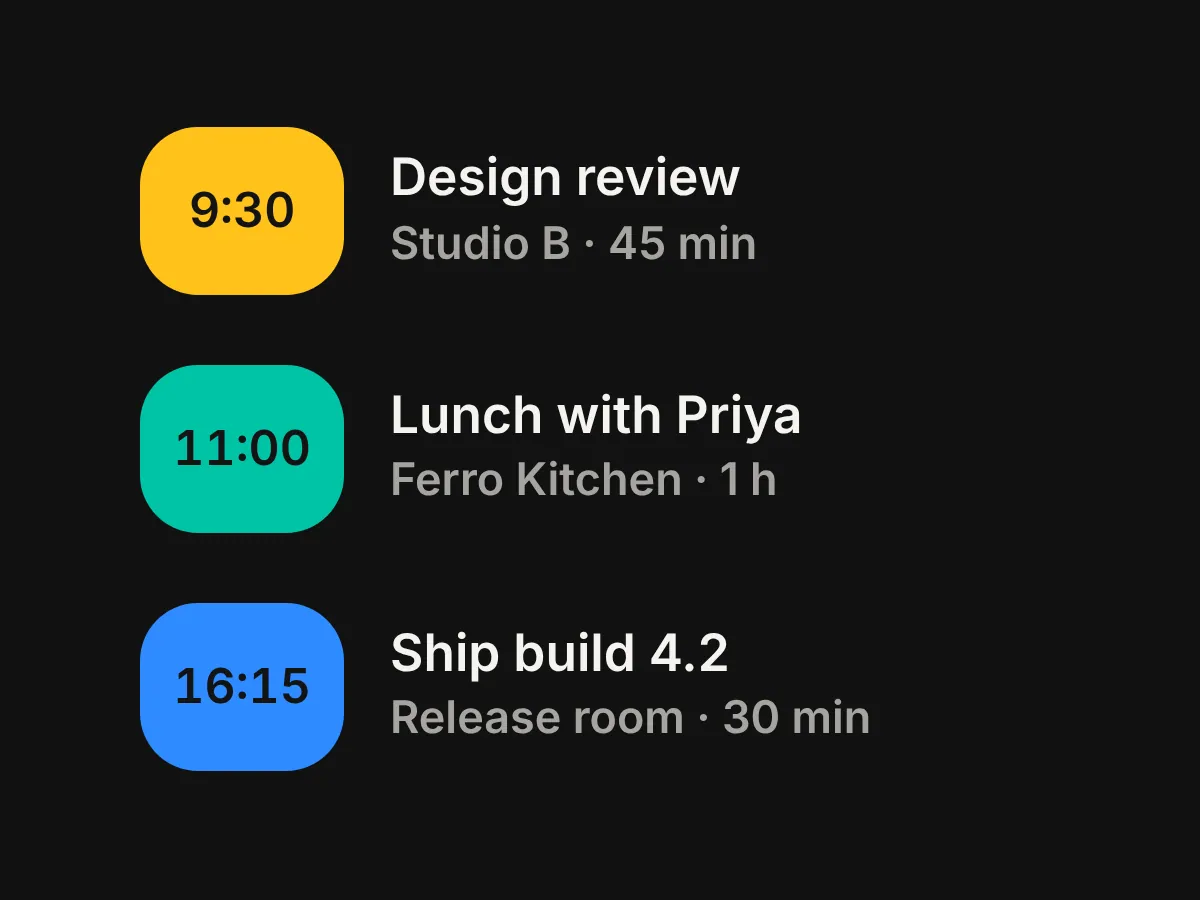 9:30
Design review
Studio B · 45 min
11:00
Lunch with Priya
Ferro Kitchen · 1 h
16:15
Ship build 4.2
Release room · 30 min